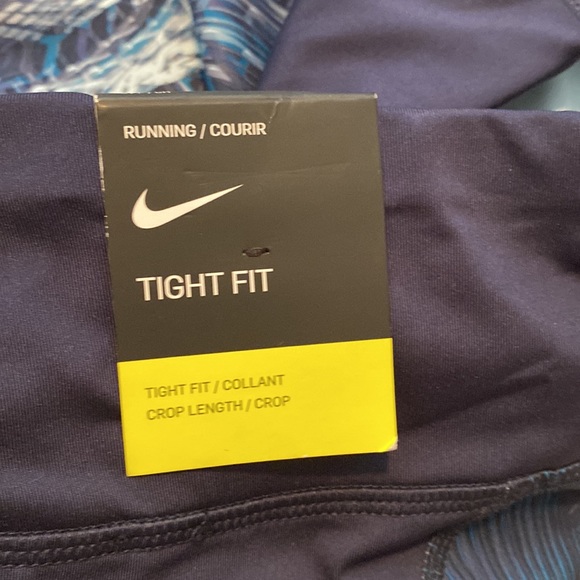 RUNNING / COURIR
TIGHT FIT
TIGHT FIT / COLLANT
CROP LENGTH / CROP